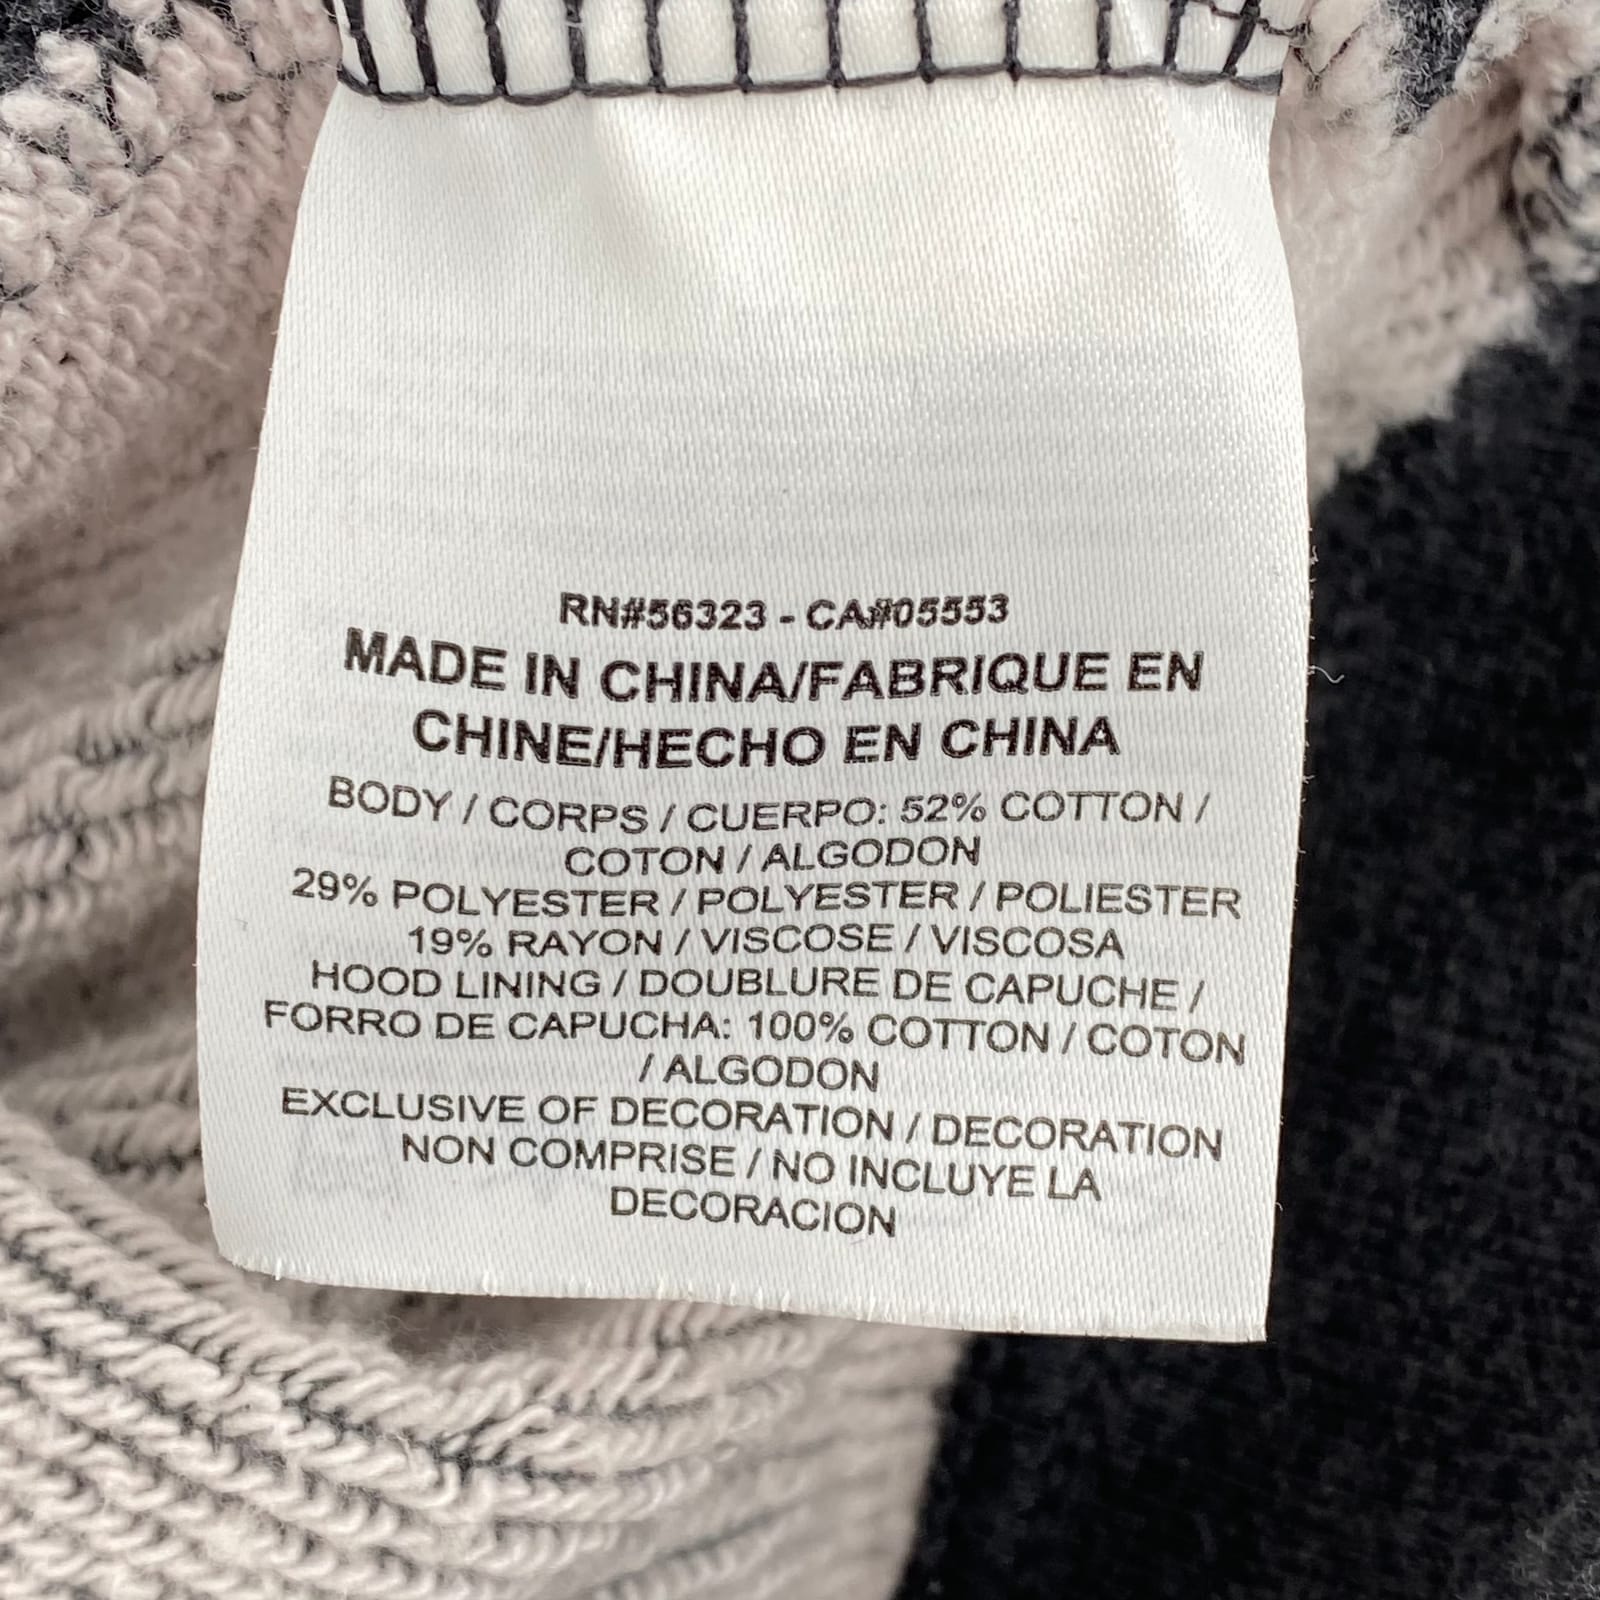 RN#56323 - CA#05553
MADE IN CHINA/FABRIQUE EN
CHINE/HECHO EN CHINA
BODY / CORPS / CUERPO: 52% COTTON /
COTON / ALGODON
29% POLYESTER / POLYESTER / POLIESTER
19% RAYON / VISCOSE / VISCOSA
HOOD LINING / DOUBLURE DE CAPUCHE /
FORRO DE CAPUCHA: 100% COTTON / COTON
/ ALGODON
EXCLUSIVE OF DECORATION / DECORATION
NON COMPRISE / NO INCLUYE LA
DECORACION